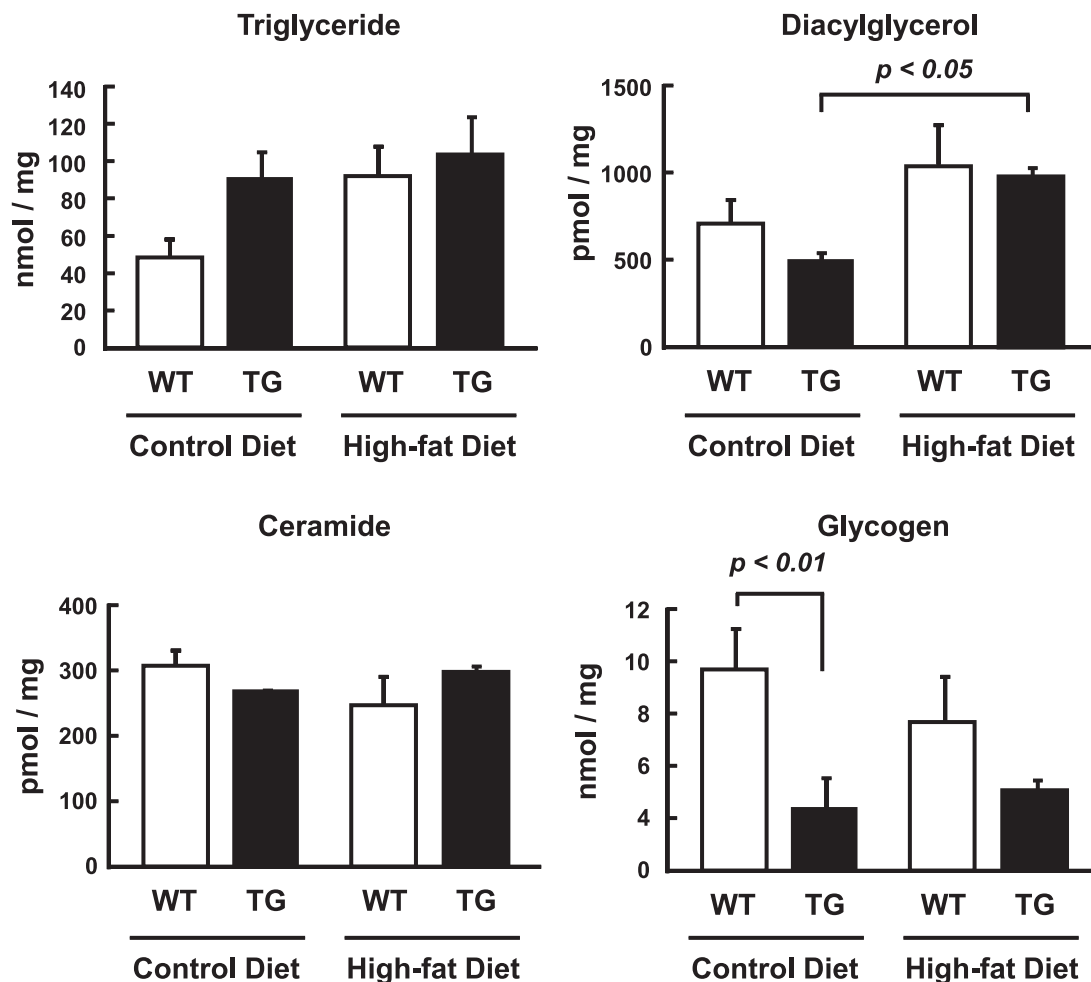 Triglyceride
nmol / mg
140
120
100
80
60
40
20
0
WT TG WT TG
Control Diet High-fat Diet
Diacylglycerol
p < 0.05
pmol / mg
1500
1000
500
0
WT TG WT TG
Control Diet High-fat Diet
Ceramide
pmol / mg
400
300
200
100
0
WT TG WT TG
Control Diet High-fat Diet
Glycogen
p < 0.01
nmol / mg
12
10
8
6
4
2
0
WT TG WT TG
Control Diet High-fat Diet